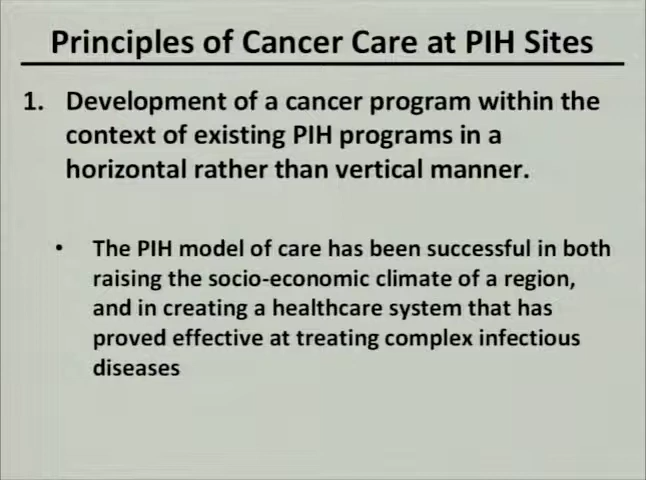 Principles of Cancer Care at PIH Sites
1. Development of a cancer program within the
context of existing PIH programs in a
horizontal rather than vertical manner.
• The PIH model of care has been successful in both
raising the socio-economic climate of a region,
and in creating a healthcare system that has
proved effective at treating complex infectious
diseases